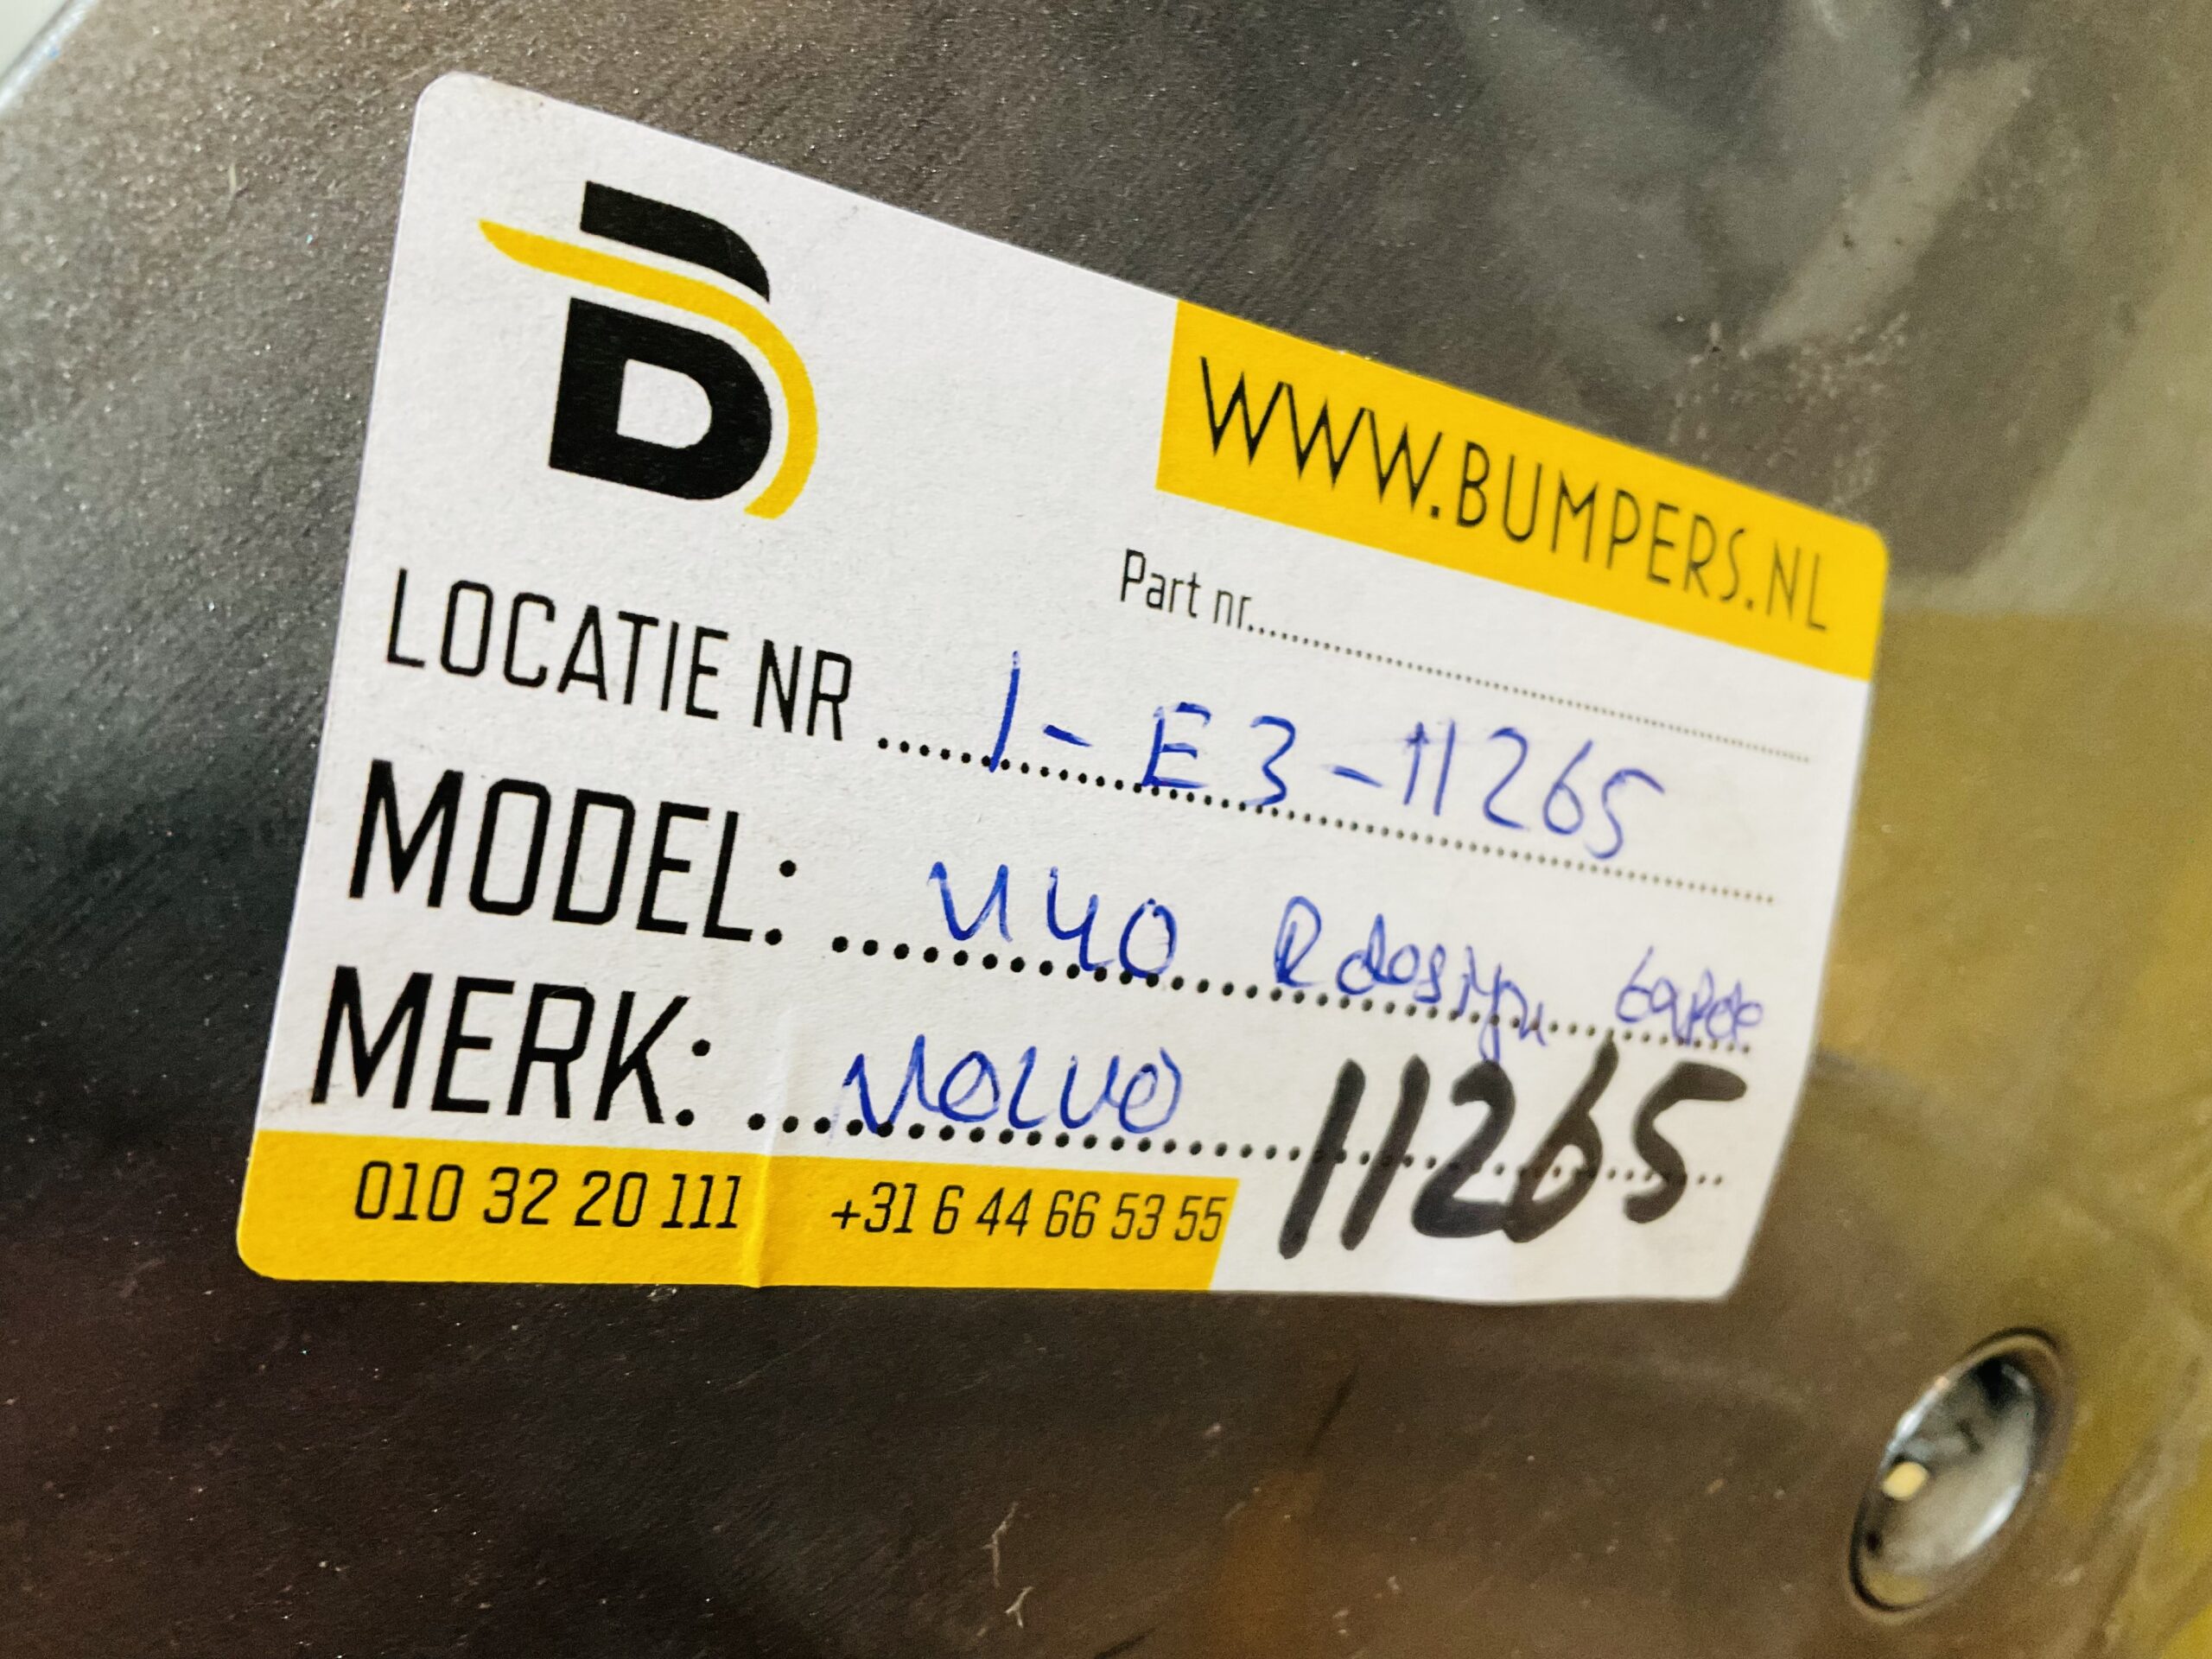 B
WWW.BUMPERS.NL
Part nr..........
LOCATIE NR ..... 1-E3-11265
MODEL: ..... V40 R design
MERK: ..... Volvo
11265
010 32 20 111 +31 6 44 66 53 55